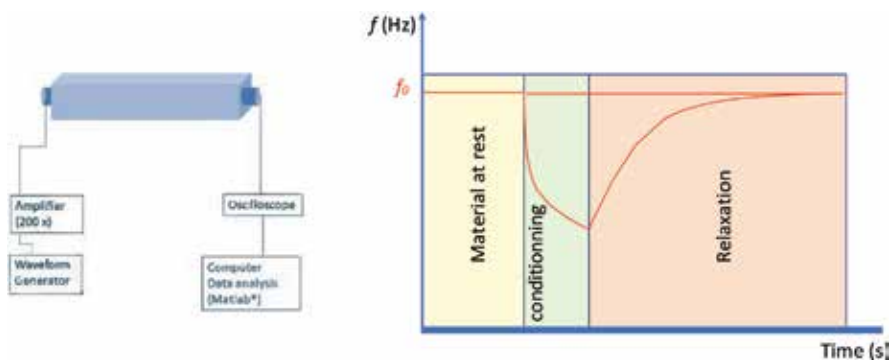 Amplifier
(200 x)
Waveform
Generator
Oscilloscope
Computer
Data analysis
(Matlab*)
f (Hz)
f₀
Material at rest
conditionning
Relaxation
Time (s)